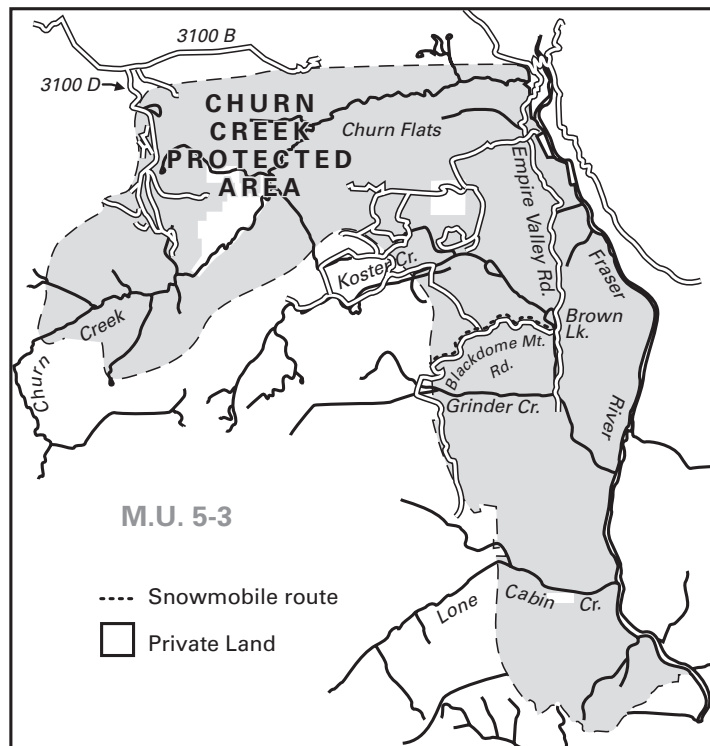 3100 B
3100 D
CHURN
CREEK
PROTECTED
AREA
Churn Flats
Empire Valley Rd.
Fraser
River
Koster Cr.
Brown
Lk.
Blackdome Mt.
Rd.
Grinder Cr.
Churn
Creek
M.U. 5-3
Snowmobile route
Private Land
Lone
Cabin
Cr.